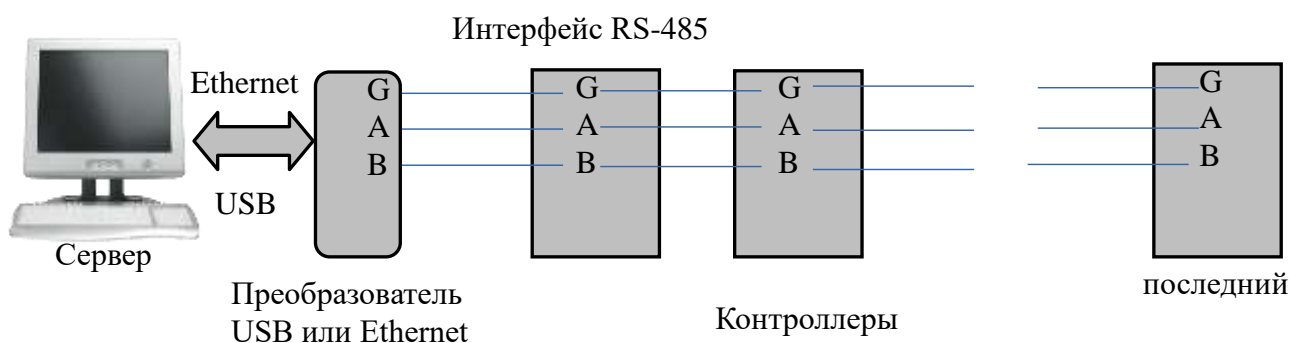 Интерфейс RS-485
Ethernet
USB
Сервер
G
A
B
G
A
B
G
A
B
G
A
B
Преобразователь
USB или Ethernet
Контроллеры
последний